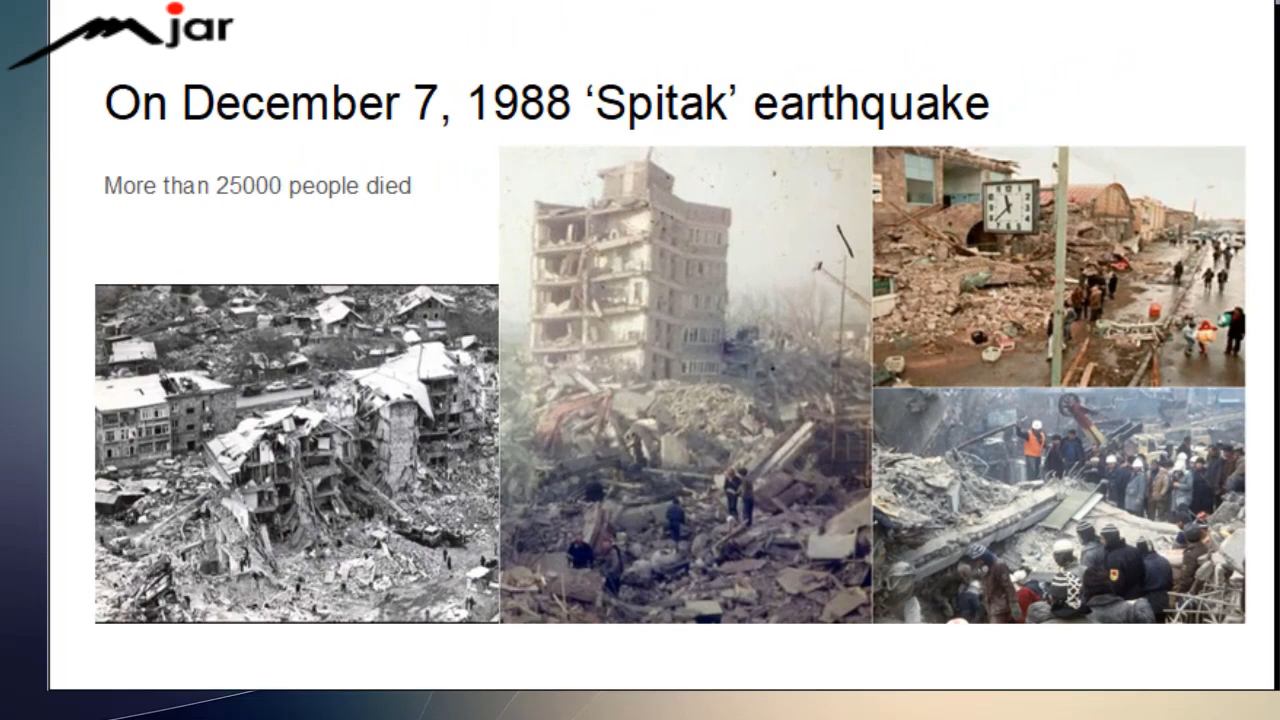 jar
On December 7, 1988 ‘Spitak’ earthquake
More than 25000 people died